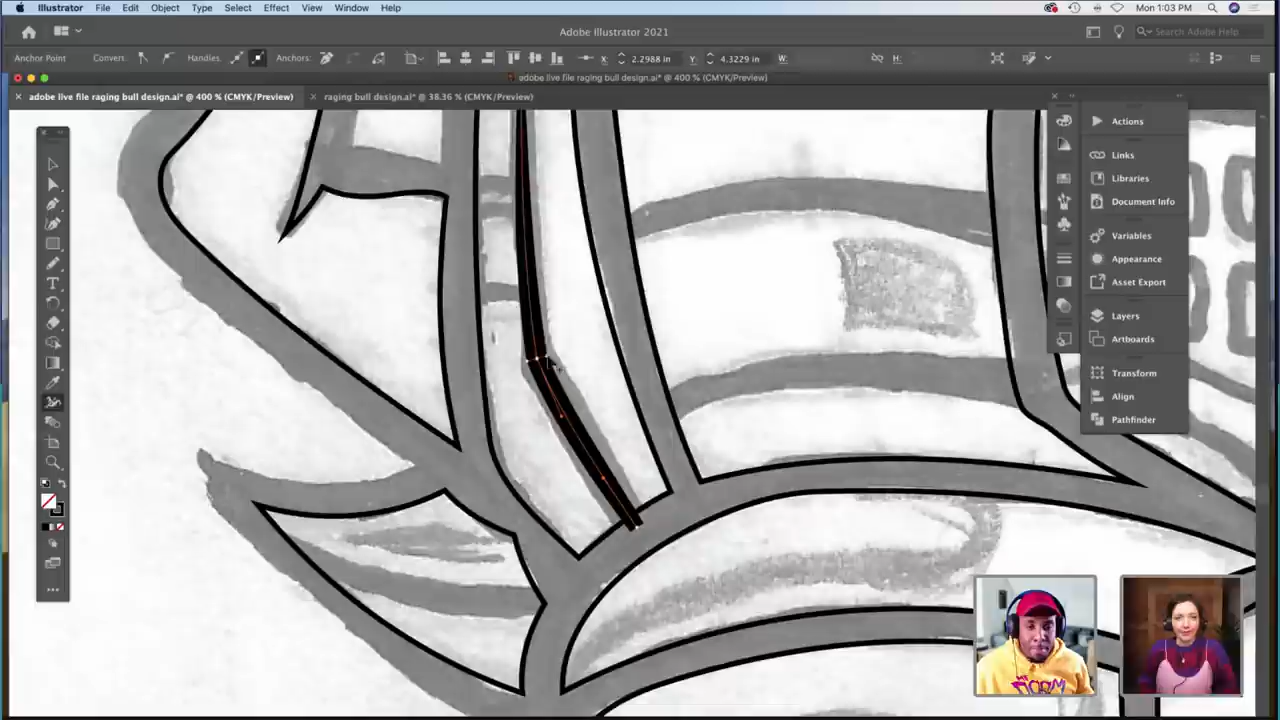 Illustrator File Edit Object Type Select Effect View Window Help Mon 1:03 PM
Adobe Illustrator 2021
Search Adobe Help
Anchor Point Convert: Handles: Anchors: X: 2.2988 in Y: 4.3229 in W: H:
adobe live file raging bull design.ai* @ 400 % (CMYK/Preview)
adobe live file raging bull design.ai* @ 400 % (CMYK/Preview) raging bull design.ai* @ 38.36 % (CMYK/Preview)
Actions
Links
Libraries
Document Info
Variables
Appearance
Asset Export
Layers
Artboards
Transform
Align
Pathfinder